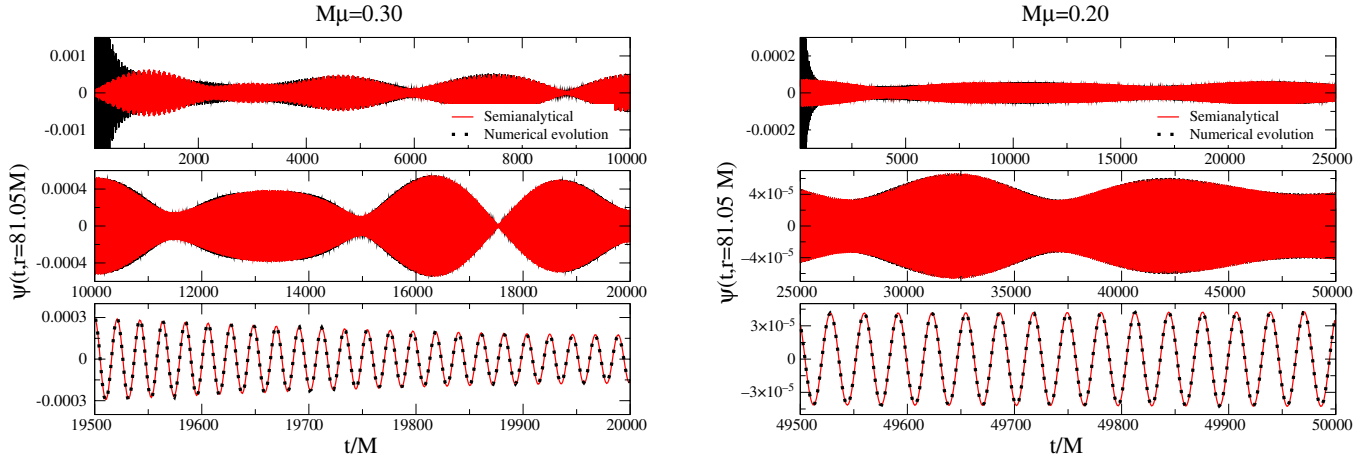 Mμ=0.30
0.001
0
-0.001
Semianalytical
Numerical evolution
2000 4000 6000 8000 10000
0.0004
0
-0.0004
10000 12000 14000 16000 18000 20000
0.0003
0
-0.0003
19500 19600 19700 19800 19900 20000
ψ(t,r=81.05M)
t/M
Mμ=0.20
0.0002
0
-0.0002
Semianalytical
Numerical evolution
5000 10000 15000 20000 25000
4×10⁻⁵
0
−4×10⁻⁵
25000 30000 35000 40000 45000 50000
3×10⁻⁵
0
−3×10⁻⁵
49500 49600 49700 49800 49900 50000
ψ(t,r=81.05 M)
t/M